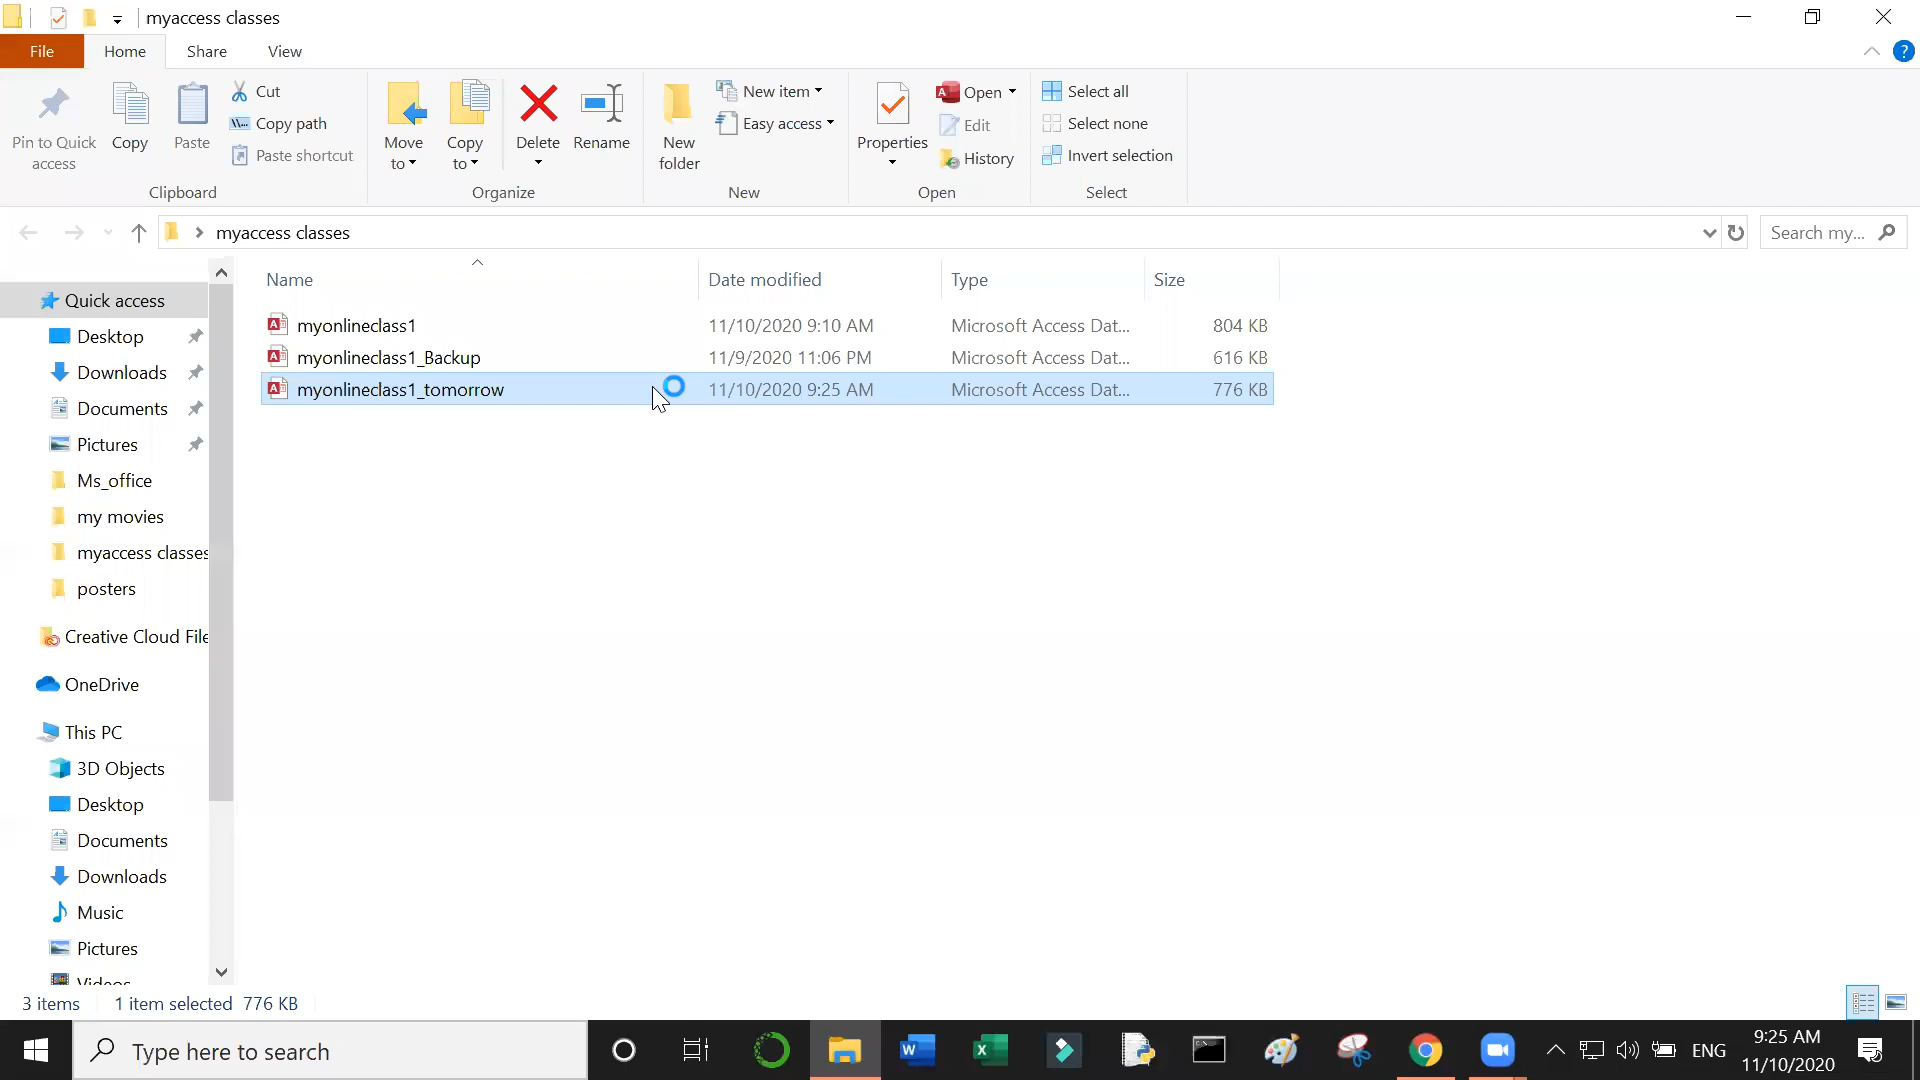 myaccess classes
File Home Share View
Pin to Quick access
Copy
Paste
Cut
Copy path
Paste shortcut
Clipboard
Move to
Copy to
Delete
Rename
Organize
New folder
New item
Easy access
New
Properties
Open
Edit
History
Open
Select all
Select none
Invert selection
Select
myaccess classes
Search my...
Name Date modified Type Size
myonlineclass1 11/10/2020 9:10 AM Microsoft Access Dat... 804 KB
myonlineclass1_Backup 11/9/2020 11:06 PM Microsoft Access Dat... 616 KB
myonlineclass1_tomorrow 11/10/2020 9:25 AM Microsoft Access Dat... 776 KB
Quick access
Desktop
Downloads
Documents
Pictures
Ms_office
my movies
myaccess classes
posters
Creative Cloud File
OneDrive
This PC
3D Objects
Desktop
Documents
Downloads
Music
Pictures
Videos
3 items 1 item selected 776 KB
Type here to search
ENG
9:25 AM
11/10/2020